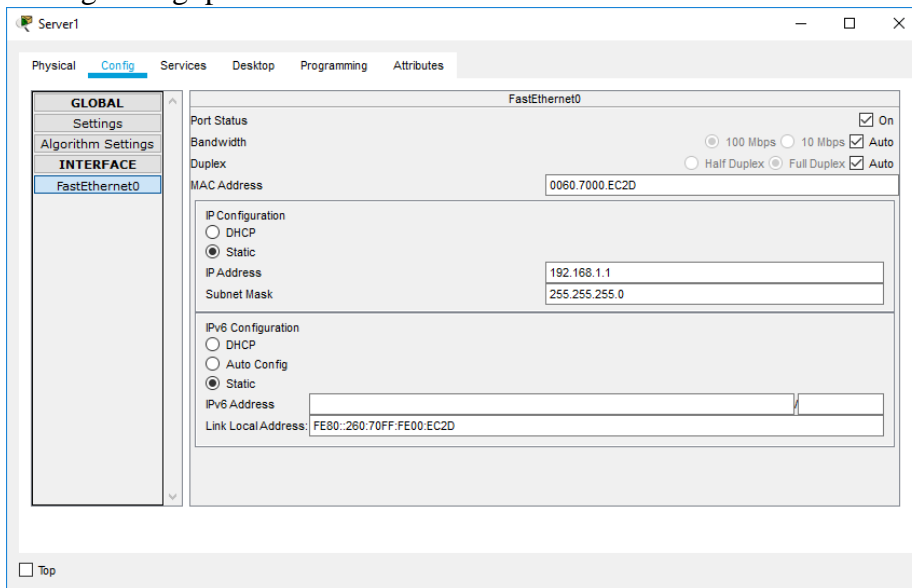 Server1
Physical Config Services Desktop Programming Attributes
GLOBAL
Settings
Algorithm Settings
INTERFACE
FastEthernet0
FastEthernet0
Port Status On
Bandwidth 100 Mbps 10 Mbps Auto
Duplex Half Duplex Full Duplex Auto
MAC Address 0060.7000.EC2D
IP Configuration
DHCP
Static
IP Address 192.168.1.1
Subnet Mask 255.255.255.0
IPv6 Configuration
DHCP
Auto Config
Static
IPv6 Address /
Link Local Address: FE80::260:70FF:FE00:EC2D
Top